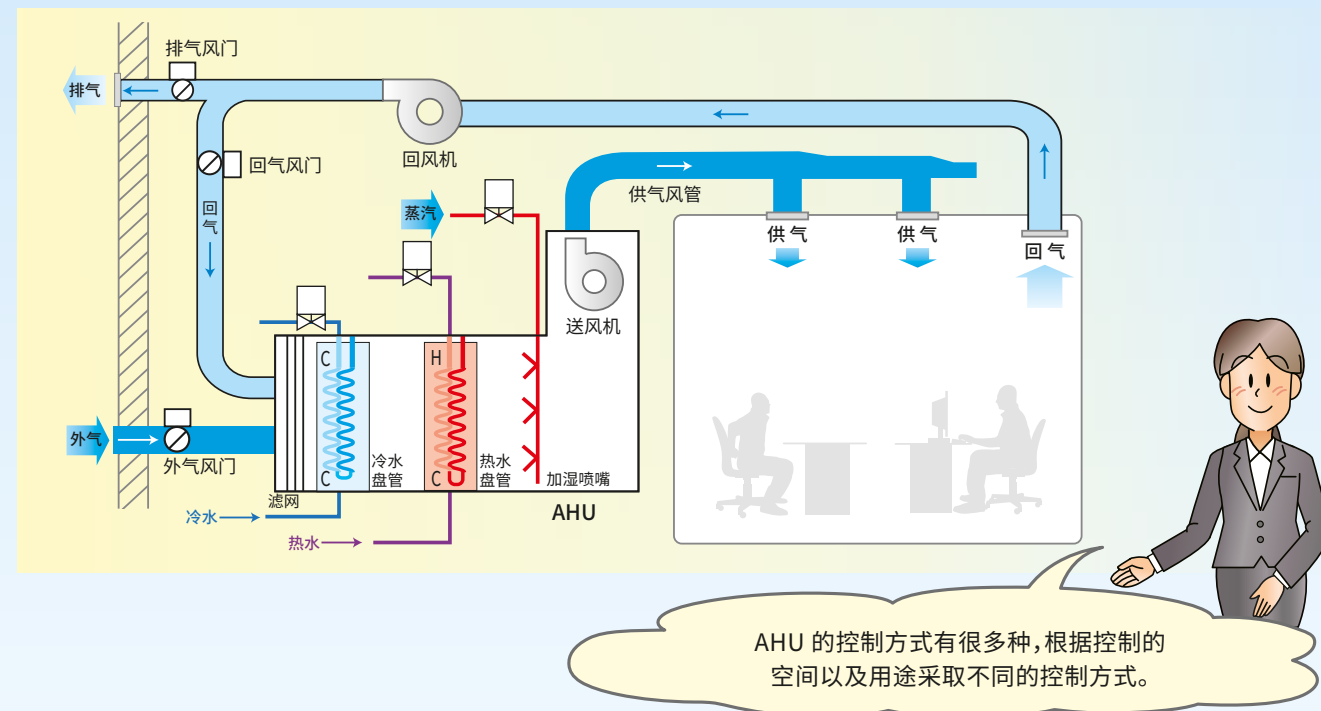 排气风门
排气
回风机
回气风门
回气
供气风管
蒸汽
供气
供气
回气
送风机
C
H
外气
外气风门
冷水
盘管
热水
盘管
C
C
加湿喷嘴
滤网
AHU
冷水
热水
AHU 的控制方式有很多种,根据控制的
空间以及用途采取不同的控制方式。